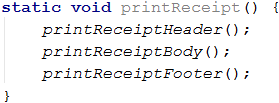 static void printReceipt() {
    printReceiptHeader();
    printReceiptBody();
    printReceiptFooter();
}